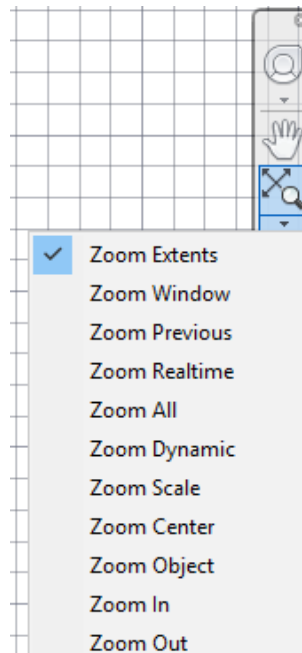 Zoom Extents
Zoom Window
Zoom Previous
Zoom Realtime
Zoom All
Zoom Dynamic
Zoom Scale
Zoom Center
Zoom Object
Zoom In
Zoom Out